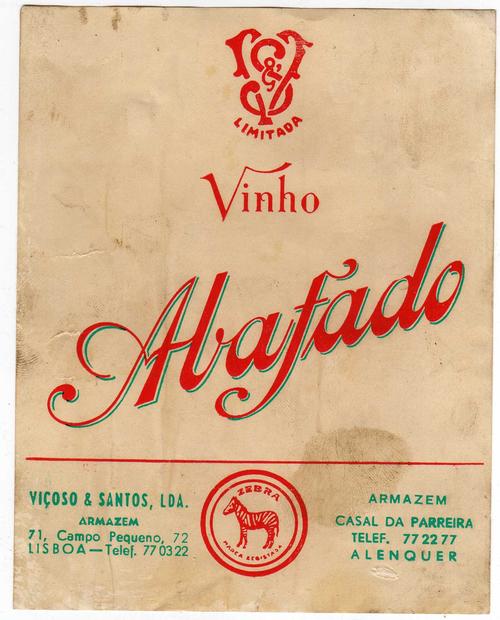 V S & J
LIMITADA
Vinho
Abafado
VIÇOSO & SANTOS, LDA.
ARMAZEM
71, Campo Pequeno, 72
LISBOA—Telef. 77 03 22
ZEBRA
MARCA REGISTADA
ARMAZEM
CASAL DA PARREIRA
TELEF. 77 22 77
ALENQUER